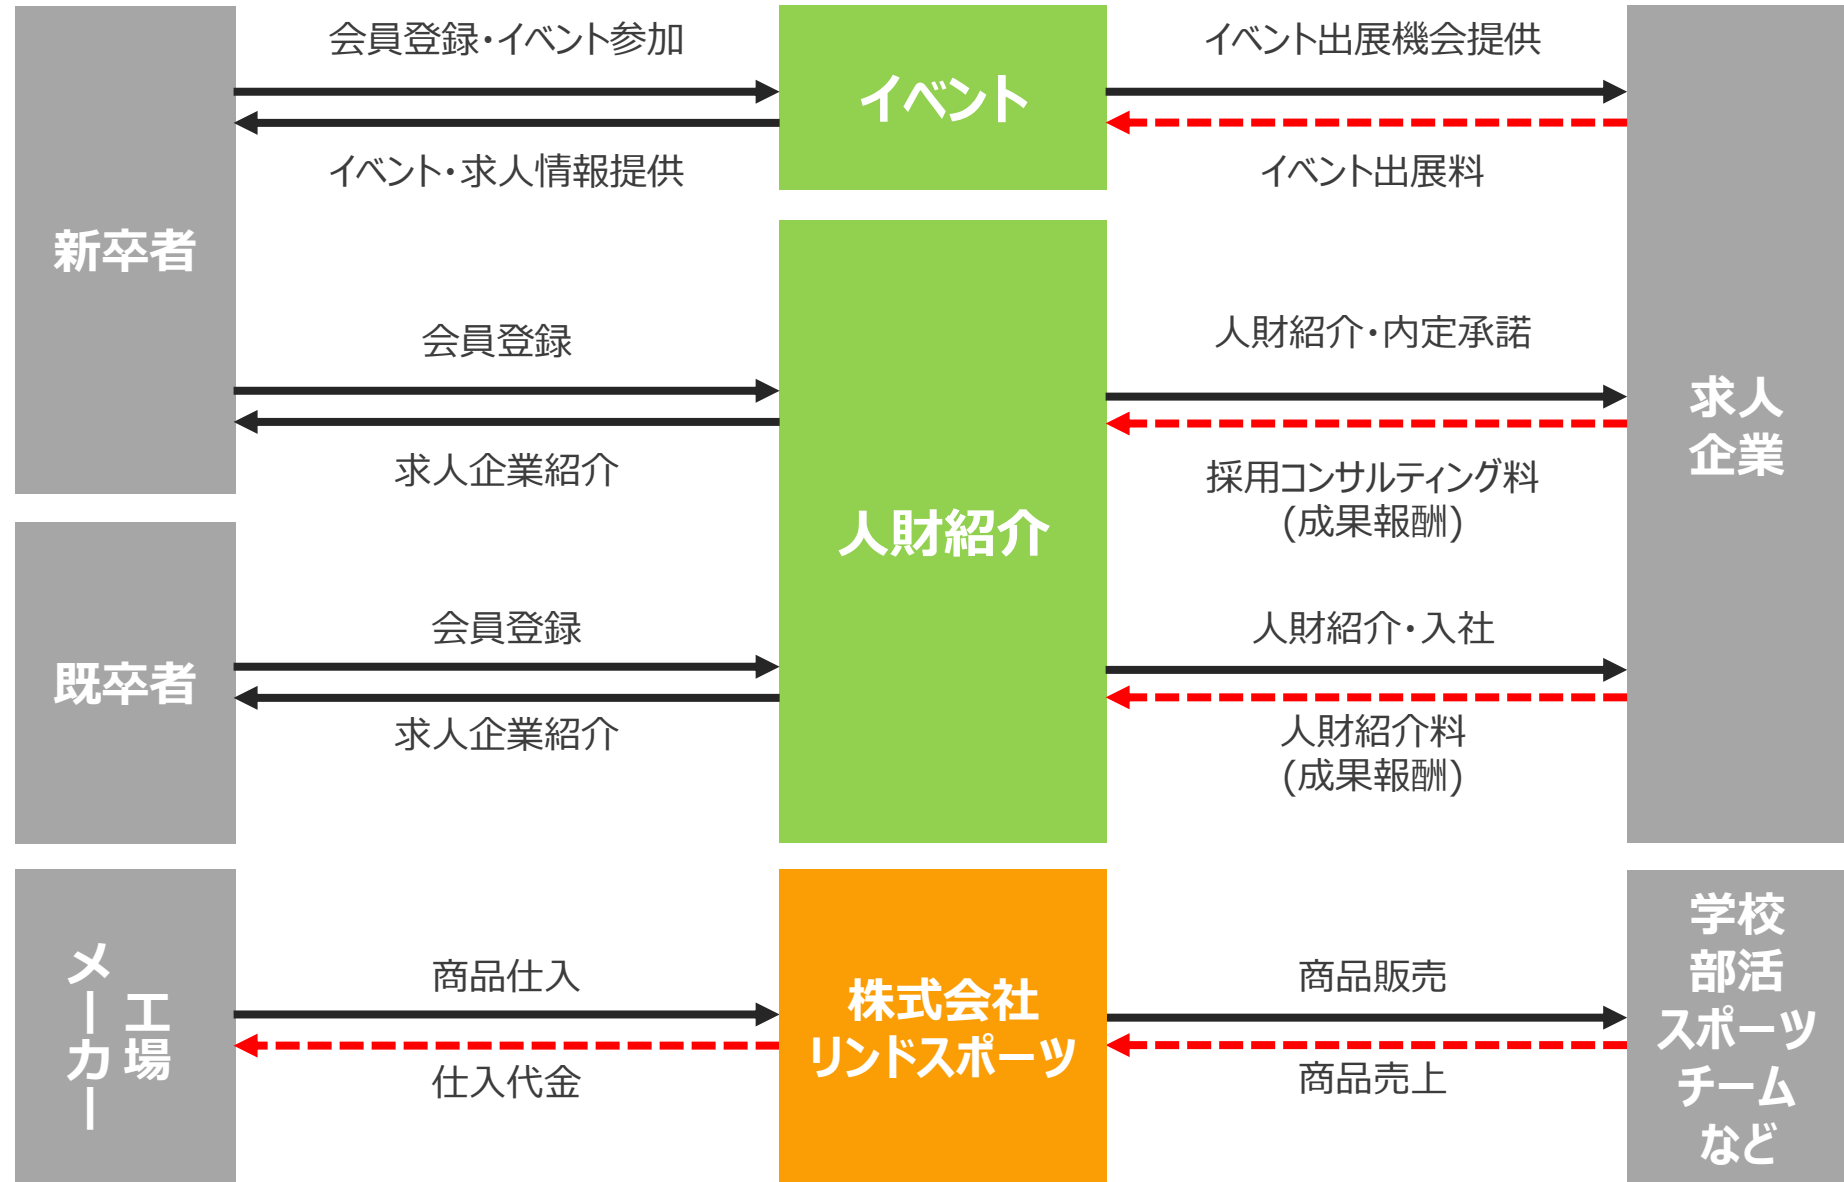 会員登録・イベント参加
イベント
イベント出展機会提供
イベント・求人情報提供
イベント出展料
新卒者
会員登録
人財紹介・内定承諾
求人
企業
求人企業紹介
採用コンサルティング料
(成果報酬)
人財紹介
会員登録
人財紹介・入社
既卒者
求人企業紹介
人財紹介料
(成果報酬)
工場
メーカー
商品仕入
仕入代金
株式会社
リンドスポーツ
商品販売
商品売上
学校
部活
スポーツ
チーム
など